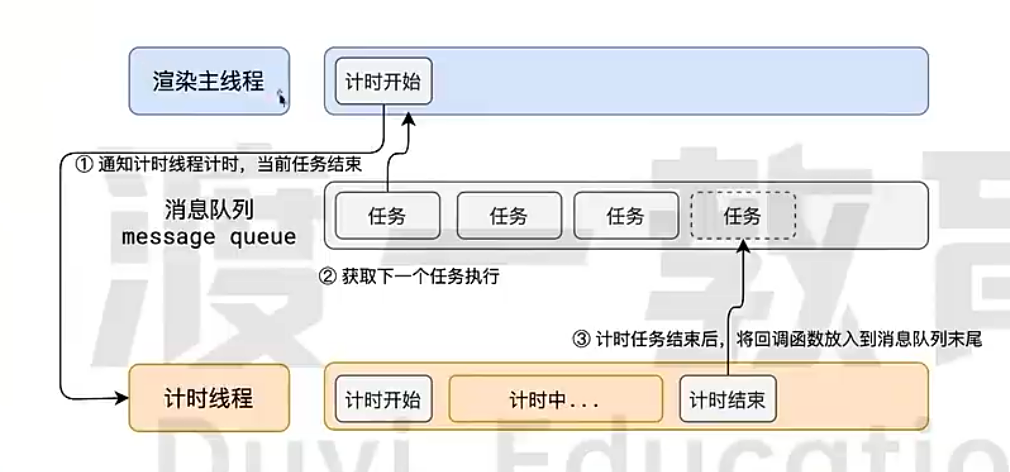 渲染主线程
计时开始
① 通知计时线程计时，当前任务结束
消息队列
message queue
任务 任务 任务 任务
② 获取下一个任务执行
③ 计时任务结束后，将回调函数放入到消息队列末尾
计时线程
计时开始 计时中... 计时结束
渡一教育
Duyi Educatio